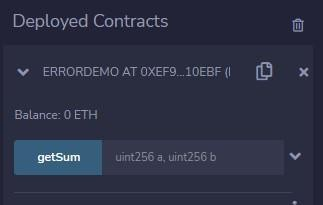 Deployed Contracts
ERRORDEMO AT 0XEF9...10EBF (
Balance: 0 ETH
getSum uint256 a, uint256 b